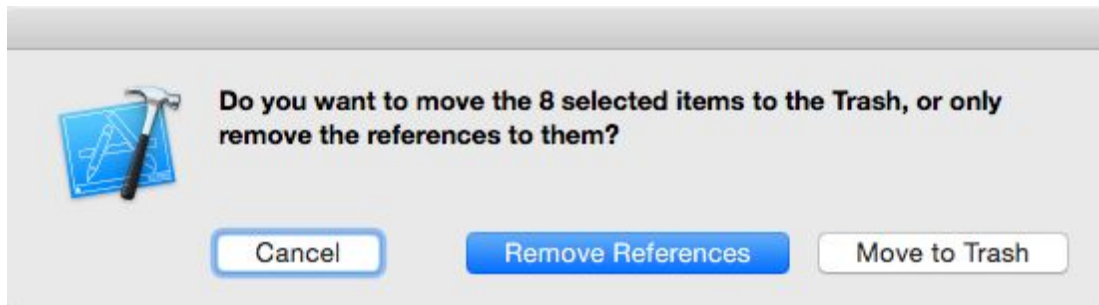 Do you want to move the 8 selected items to the Trash, or only
remove the references to them?
Cancel
Remove References
Move to Trash